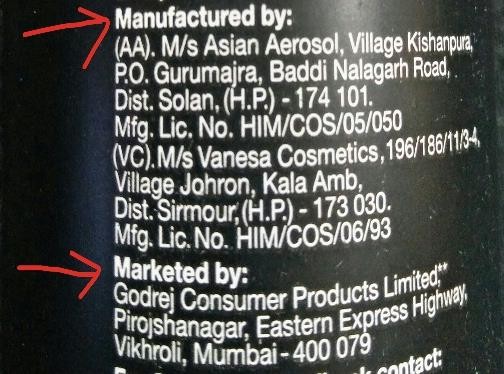 Manufactured by:
(AA). M/s Asian Aerosol, Village Kishanpura,
P.O. Gurumajra, Baddi Nalagarh Road,
Dist. Solan, (H.P.) - 174 101.
Mfg. Lic. No. HIM/COS/05/050
(VC). M/s Vanesa Cosmetics, 196/186/11/3-4,
Village Johron, Kala Amb,
Dist. Sirmour, (H.P.) - 173 030.
Mfg. Lic. No. HIM/COS/06/93
Marketed by:
Godrej Consumer Products Limited,**
Pirojshanagar, Eastern Express Highway,
Vikhroli, Mumbai - 400 079
contact: